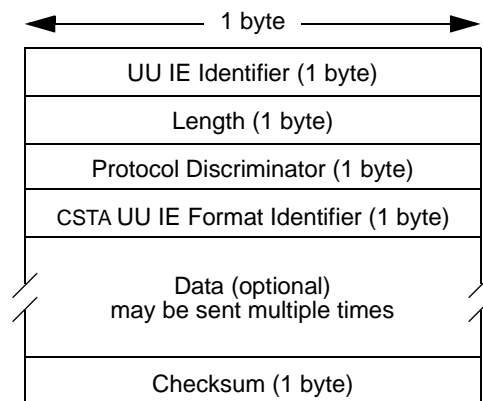 1 byte
UU IE Identifier (1 byte)
Length (1 byte)
Protocol Discriminator (1 byte)
CSTA UU IE Format Identifier (1 byte)
Data (optional)
may be sent multiple times
Checksum (1 byte)